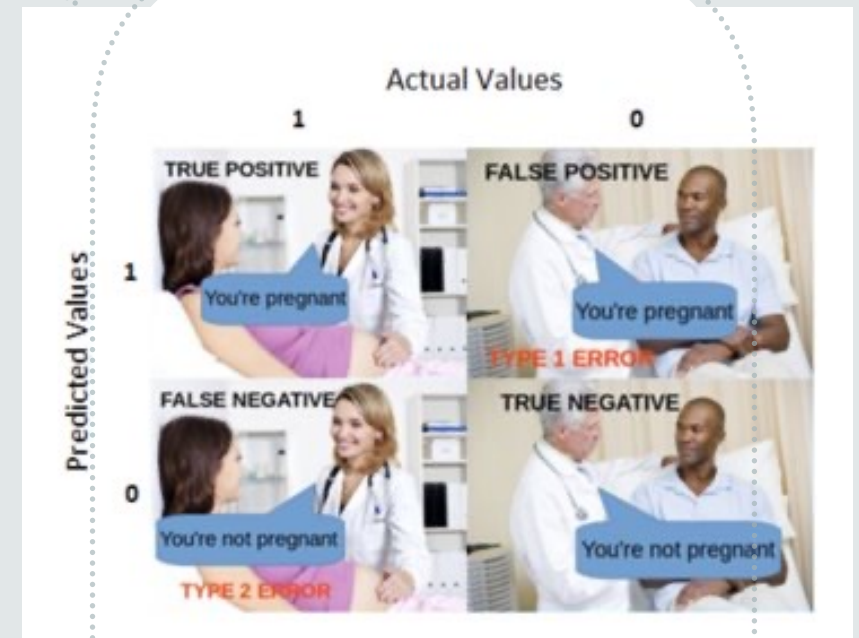 Actual Values
1 0
TRUE POSITIVE FALSE POSITIVE
Predicted Values
1
You're pregnant You're pregnant
TYPE 1 ERROR
FALSE NEGATIVE TRUE NEGATIVE
0
You're not pregnant You're not pregnant
TYPE 2 ERROR